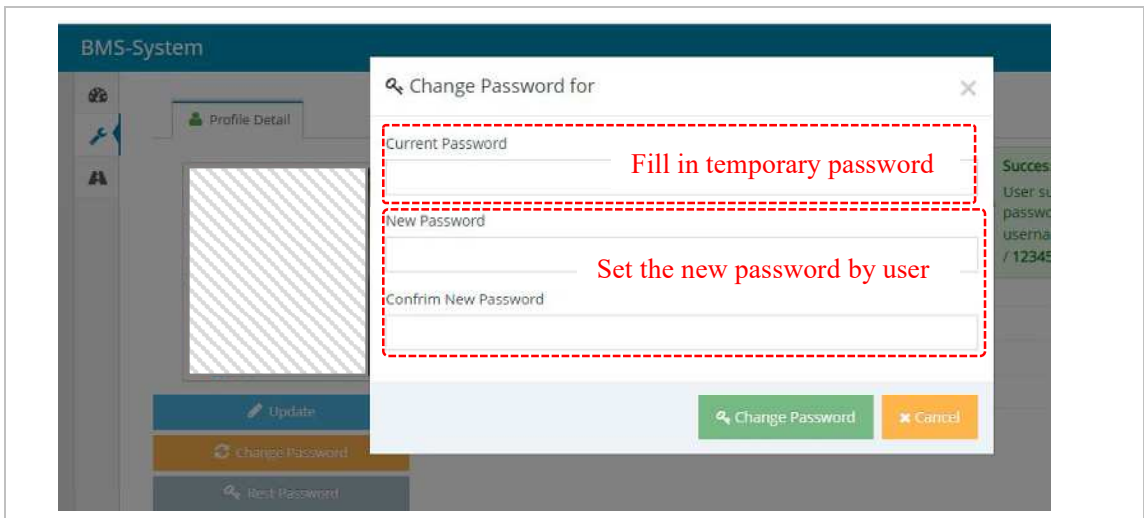 BMS-System
Change Password for
Profile Detail
Current Password
Fill in temporary password
New Password
Set the new password by user
Confrim New Password
Succes
User su
passwo
userna
/ 12345
Update
Change Password
Cancel
Change Password
Rest Password